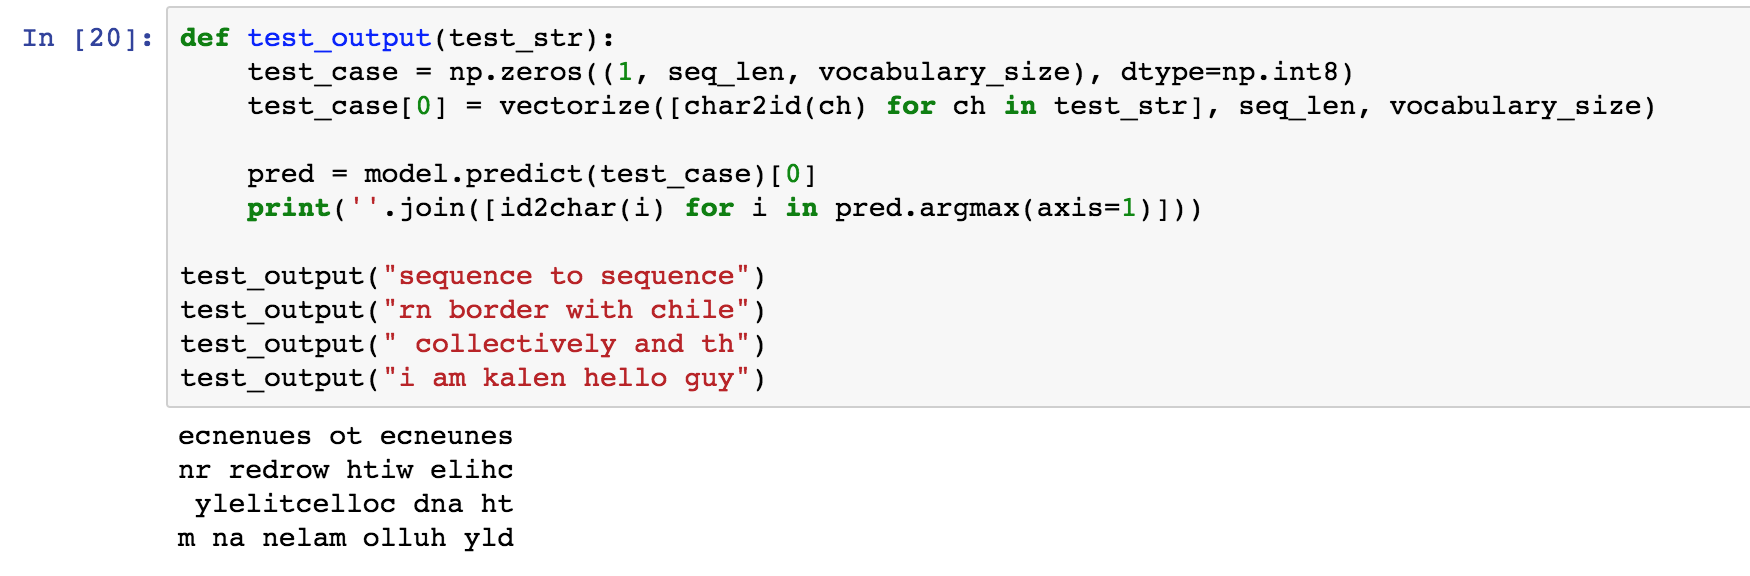 In [20]: def test_output(test_str):
    test_case = np.zeros((1, seq_len, vocabulary_size), dtype=np.int8)
    test_case[0] = vectorize([char2id(ch) for ch in test_str], seq_len, vocabulary_size)
    pred = model.predict(test_case)[0]
    print(''.join([id2char(i) for i in pred.argmax(axis=1)]))
test_output("sequence to sequence")
test_output("rn border with chile")
test_output(" collectively and th")
test_output("i am kalen hello guy")
ecnenues ot ecneunes
nr redrow htiw elihc
 ylelitcelloc dna ht
m na nelam olluh yld